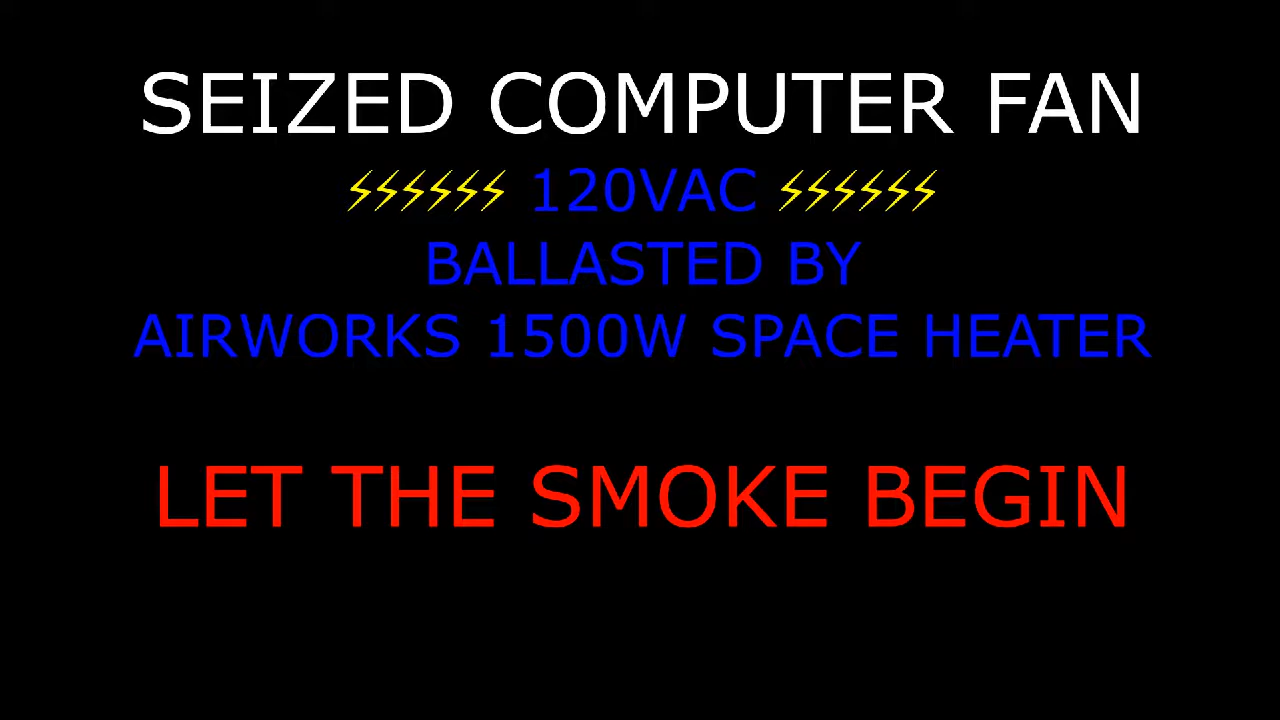 SEIZED COMPUTER FAN
⚡⚡⚡⚡⚡⚡ 120VAC ⚡⚡⚡⚡⚡⚡
BALLASTED BY
AIRWORKS 1500W SPACE HEATER
LET THE SMOKE BEGIN